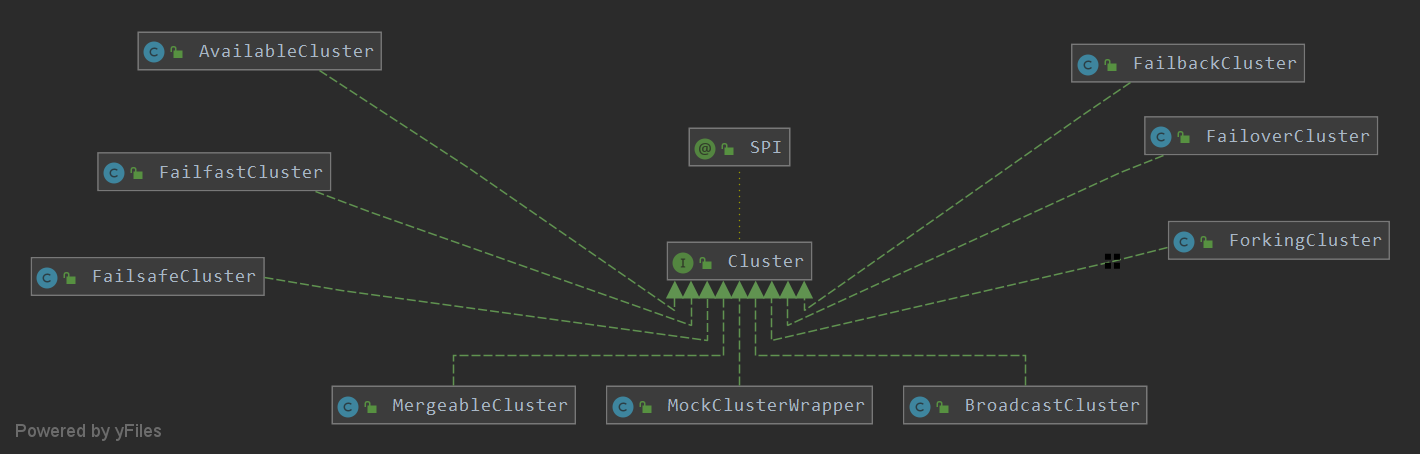 AvailableCluster
FailbackCluster
FailoverCluster
@ SPI
C FailfastCluster
C ForkingCluster
I Cluster
C FailsafeCluster
C MergeableCluster
C MockClusterWrapper
C BroadcastCluster
Powered by yFiles